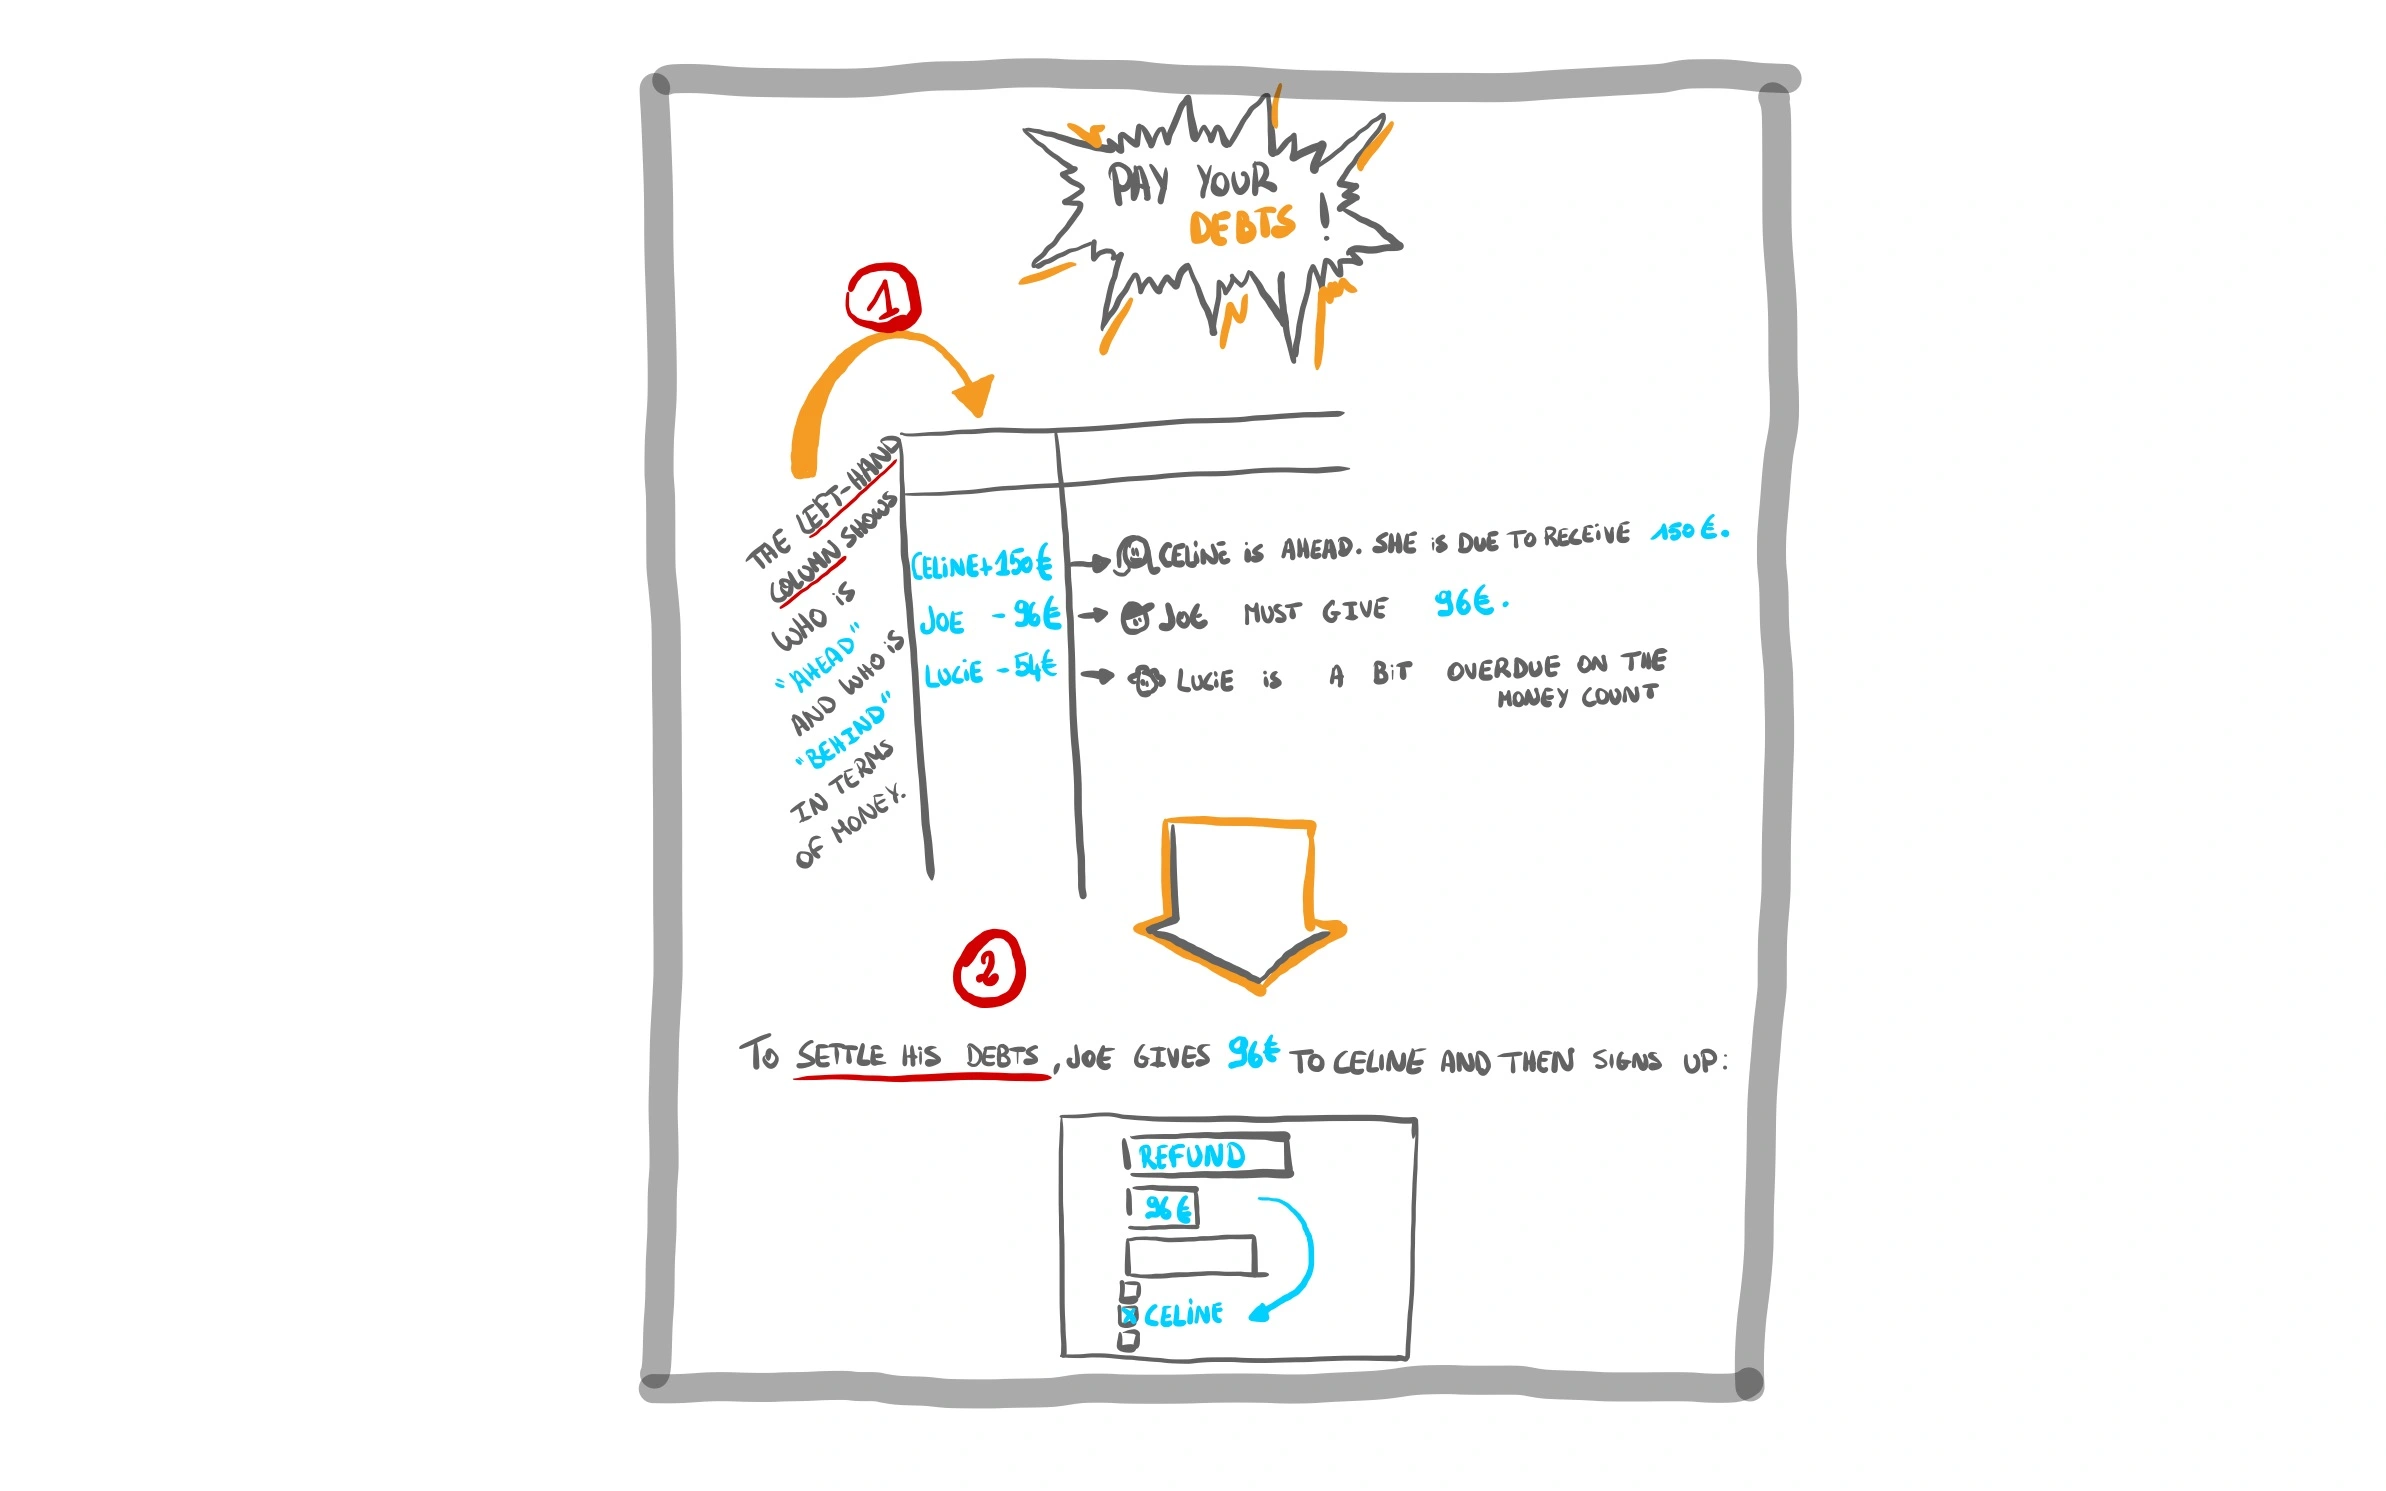 PAY YOUR
DEBTS !
1
THE LEFT-HAND
COLUMN SHOWS
WHO is
"AHEAD"
AND WHO is
"BEHIND"
IN TERMS
OF MONEY.
CELINE+150€
CELINE is AHEAD. SHE is DUE TO RECEIVE 150€.
JOE -96€
JOE MUST GIVE 96€.
LUCIE -54€
LUCIE is A BIT OVERDUE ON THE
MONEY COUNT
2
TO SETTLE HIS DEBTS, JOE GIVES 96€ TO CELINE AND THEN SIGNS UP:
REFUND
96€
X CELINE